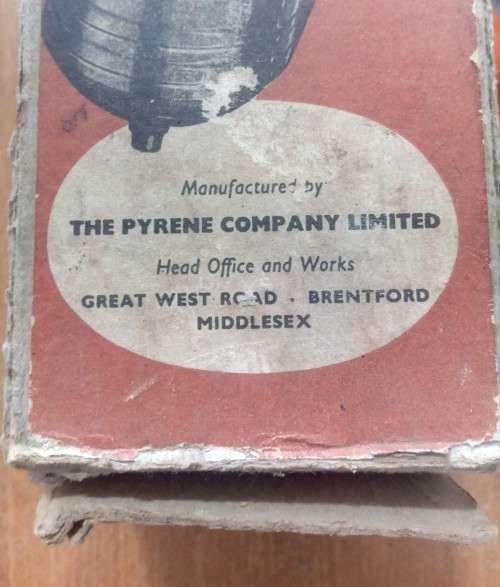 Manufactured by
THE PYRENE COMPANY LIMITED
Head Office and Works
GREAT WEST ROAD . BRENTFORD
MIDDLESEX